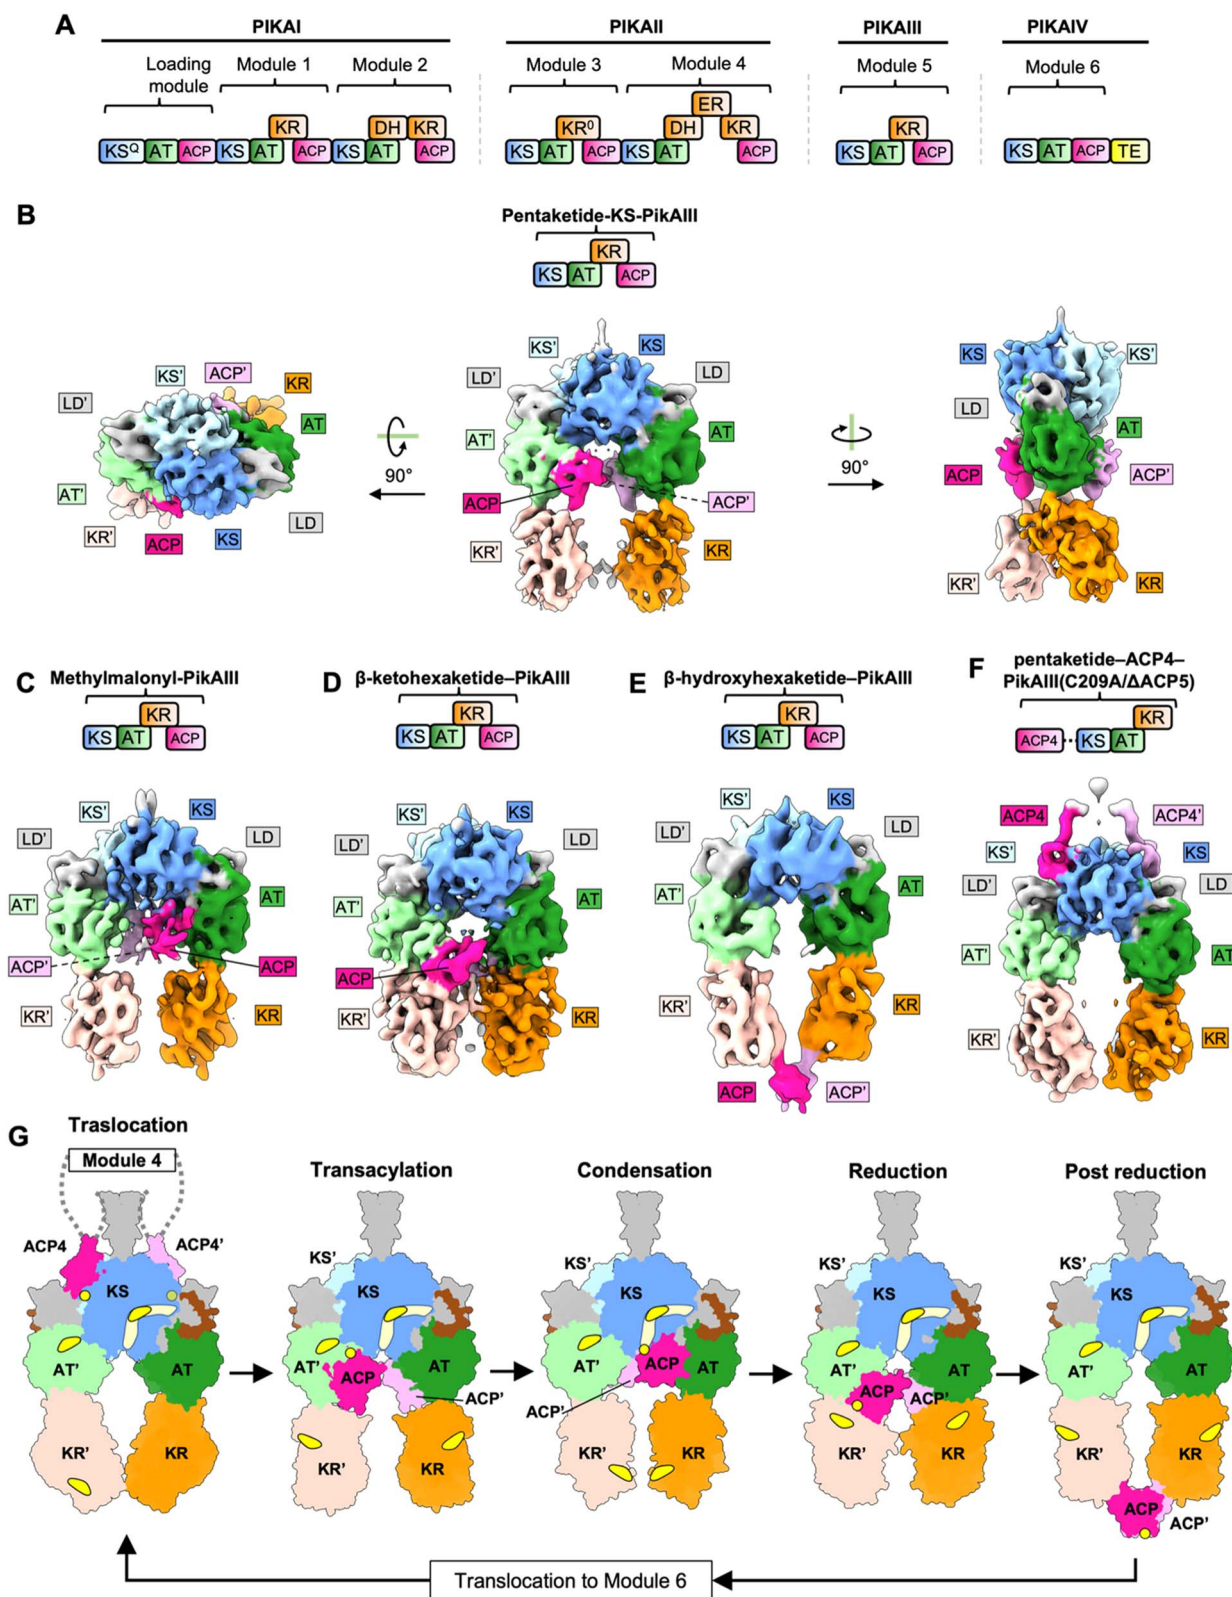 A
PIKAI
PIKAII
PIKAIII
PIKAIV
Loading
module
Module 1
Module 2
Module 3
Module 4
Module 5
Module 6
ER
KR
DH KR
KR⁰
DH KR
KR
KSQ AT ACP KS AT ACP KS AT ACP
KS AT ACP KS AT ACP
KS AT ACP
KS AT ACP TE
B
Pentaketide-KS-PikAIII
KR
KS AT ACP
KS' ACP' KR
LD' AT
AT'
KR' ACP KS LD
90°
KS' KS
LD' LD
AT' AT
ACP ACP'
KR' KR
90°
KS KS'
LD AT
ACP ACP'
KR' KR
C
Methylmalonyl-PikAIII
KR
KS AT ACP
KS' KS
LD' LD
AT' AT
ACP' ACP
KR' KR
D
β-ketohexaketide–PikAIII
KR
KS AT ACP
KS' KS
LD' LD
AT' AT
ACP
KR' KR
E
β-hydroxyhexaketide–PikAIII
KR
KS AT ACP
KS' KS
LD' LD
AT' AT
KR' KR
ACP ACP'
F
pentaketide–ACP4–
PikAIII(C209A/ΔACP5)
KR
ACP4 KS AT
ACP4 ACP4'
KS' KS
LD' LD
AT' AT
KR' KR
G
Traslocation
Module 4
ACP4 ACP4'
KS
AT' AT
KR' KR
Transacylation
KS'
KS
AT' ACP AT
ACP'
KR' KR
Condensation
KS'
KS
AT' ACP AT
ACP'
KR' KR
Reduction
KS'
KS
AT' AT
ACP ACP'
KR' KR
Post reduction
KS'
KS
AT' AT
KR' KR
ACP
ACP'
Translocation to Module 6